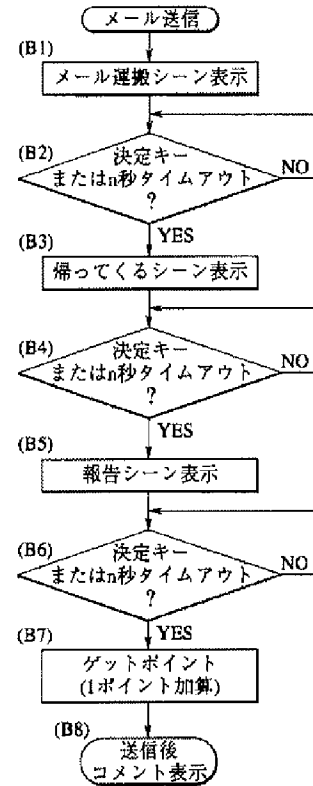 メール送信
(B1)
メール運搬シーン表示
(B2)
決定キー
またはn秒タイムアウト
?
NO
YES
(B3)
帰ってくるシーン表示
(B4)
決定キー
またはn秒タイムアウト
?
NO
YES
(B5)
報告シーン表示
(B6)
決定キー
またはn秒タイムアウト
?
NO
YES
(B7)
ゲットポイント
(1ポイント加算)
(B8)
送信後
コメント表示